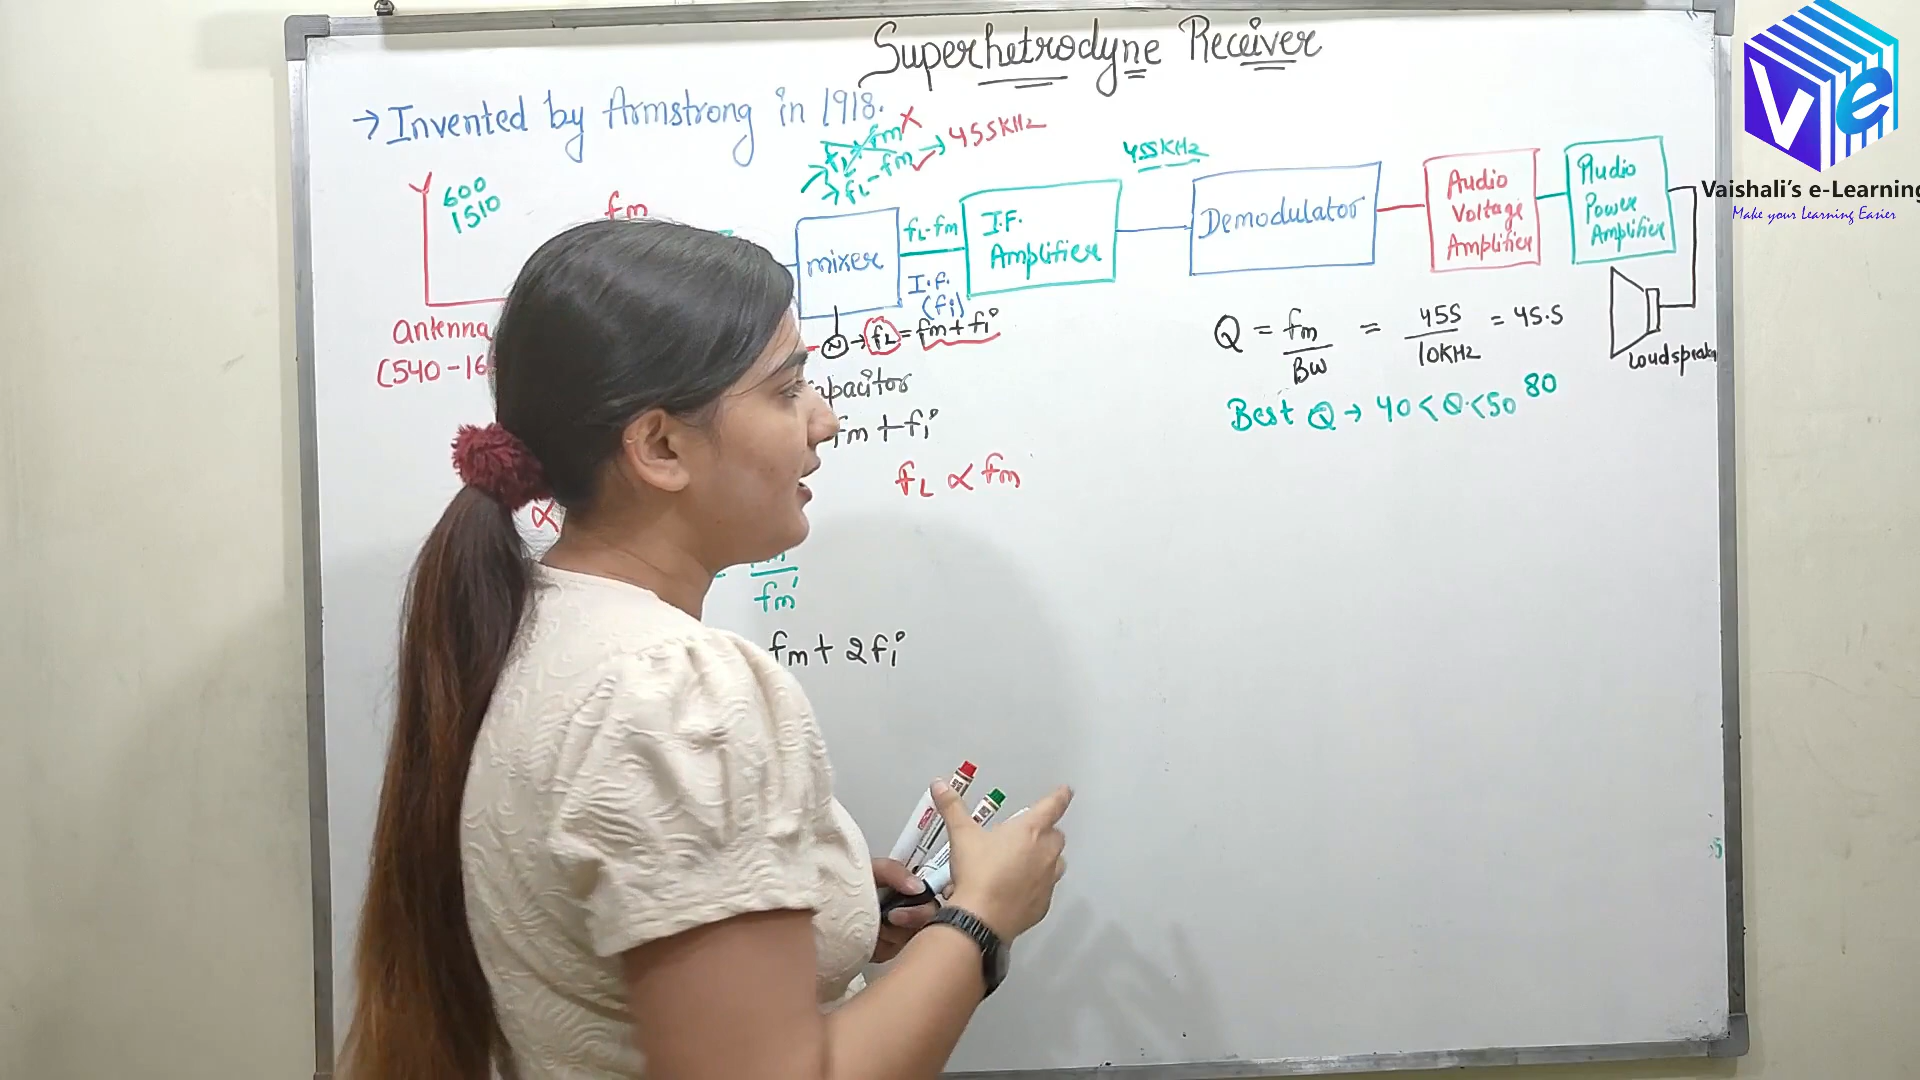 Superhetrodyne Receiver
→ Invented by Armstrong in 1918.
fL + fm ✗
fL - fm → 455KHz
455KHz
600
1510
fm
mixer
fL-fm
I.F.
(fi)
I.F.
Amplifier
Demodulator
Audio
Voltage
Amplifier
Audio
Power
Amplifier
loudspeaker
antenna
(540-16
→ fL = fm + fi
apacitor
fm + fi
fL ∝ fm
∝
fm'
fm + 2fi
Q = fm/BW = 455/10KHz = 45.5
Best Q → 40 < Q < 50 80
Vaishali's e-Learning
Make your Learning Easier